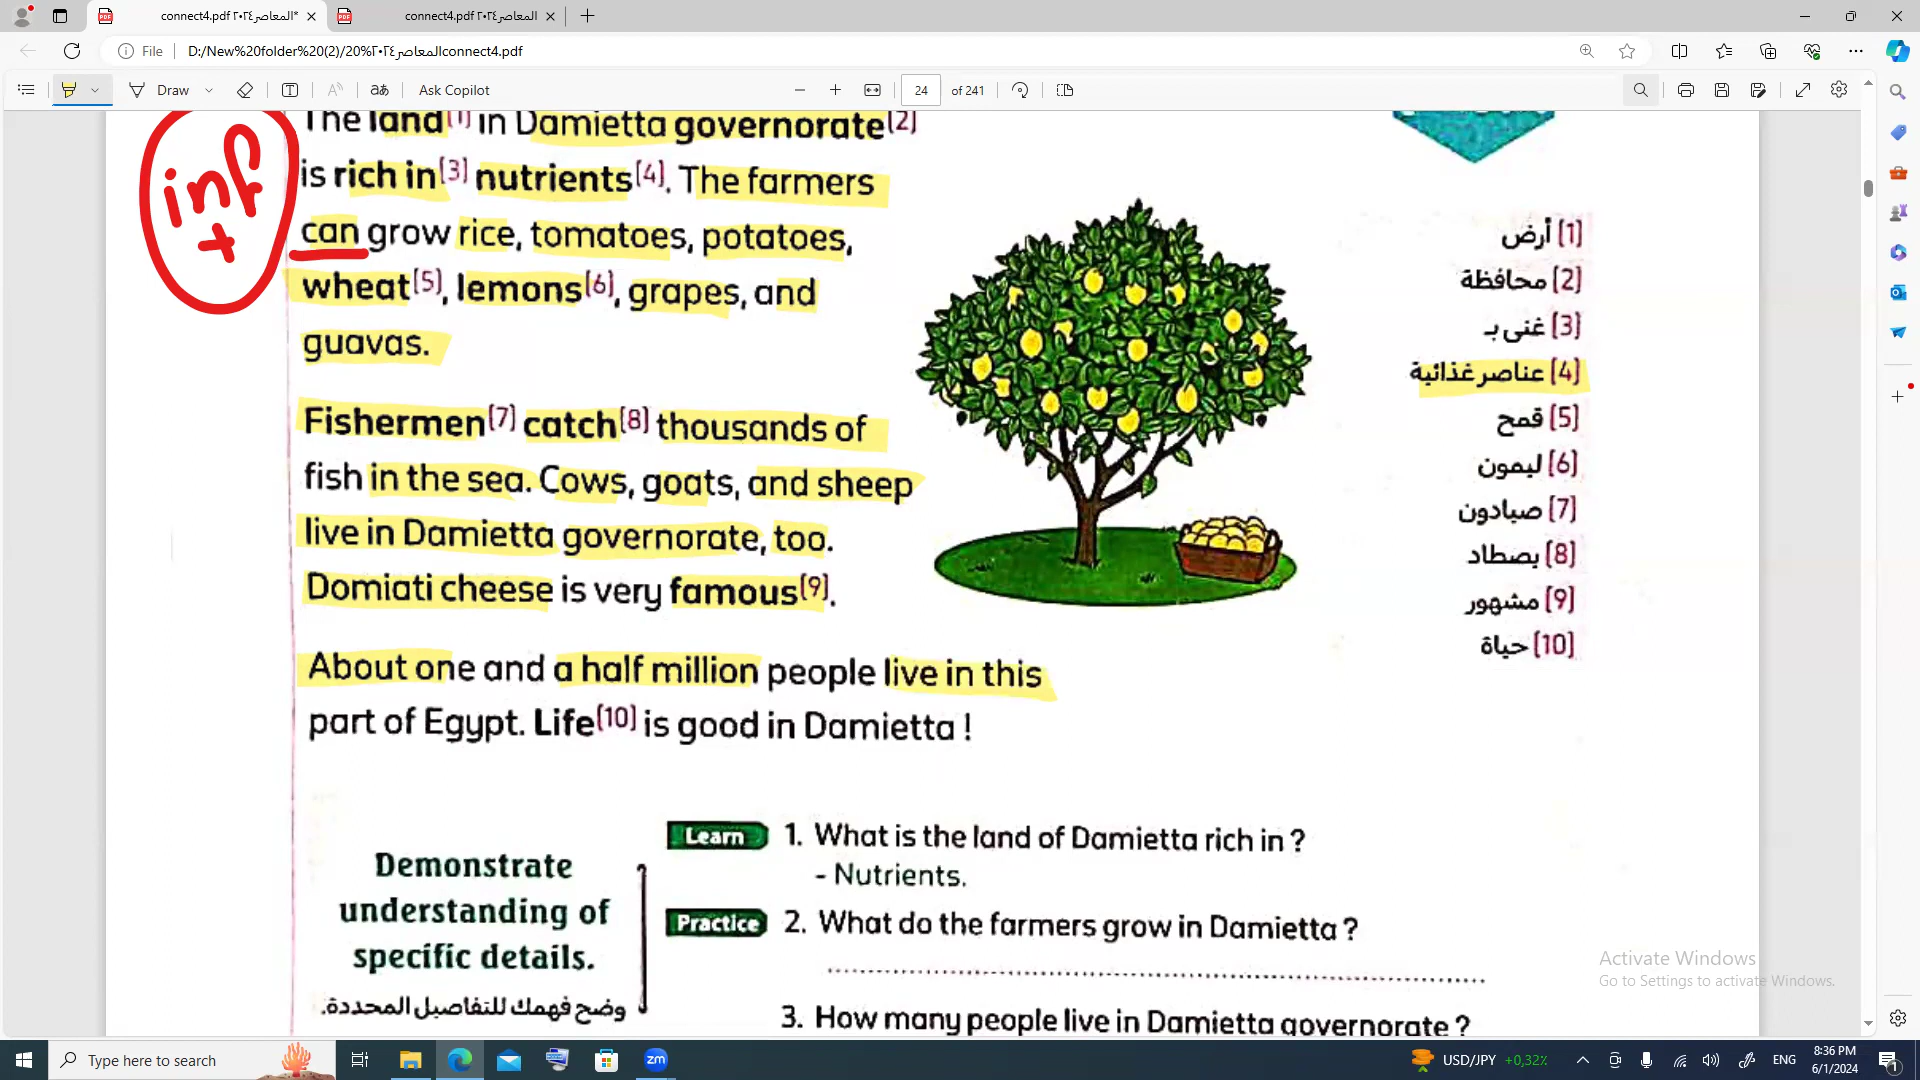 المعاصر٢٠٢٤ connect4.pdf*
المعاصر٢٠٢٤ connect4.pdf
File
D:/New%20folder%20(2)/20%٢٠٢٤المعاصرconnect4.pdf
Draw
aあ
Ask Copilot
24
of 241
inf
+
The land[1] in Damietta governorate[2]
is rich in[3] nutrients[4]. The farmers
can grow rice, tomatoes, potatoes,
wheat[5], lemons[6], grapes, and
guavas.
Fishermen[7] catch[8] thousands of
fish in the sea. Cows, goats, and sheep
live in Damietta governorate, too.
Domiati cheese is very famous[9].
About one and a half million people live in this
part of Egypt. Life[10] is good in Damietta !
[1] أرض
[2] محافظة
[3] غنى بـ
[4] عناصر غذائية
[5] قمح
[6] ليمون
[7] صيادون
[8] يصطاد
[9] مشهور
[10] حياة
Demonstrate
understanding of
specific details.
وضح فهمك للتفاصيل المحددة.
Learn 1. What is the land of Damietta rich in ?
- Nutrients.
Practice 2. What do the farmers grow in Damietta ?
3. How many people live in Damietta governorate ?
Activate Windows
Go to Settings to activate Windows.
Type here to search
zm
USD/JPY +0,32%
ENG
8:36 PM
6/1/2024
1